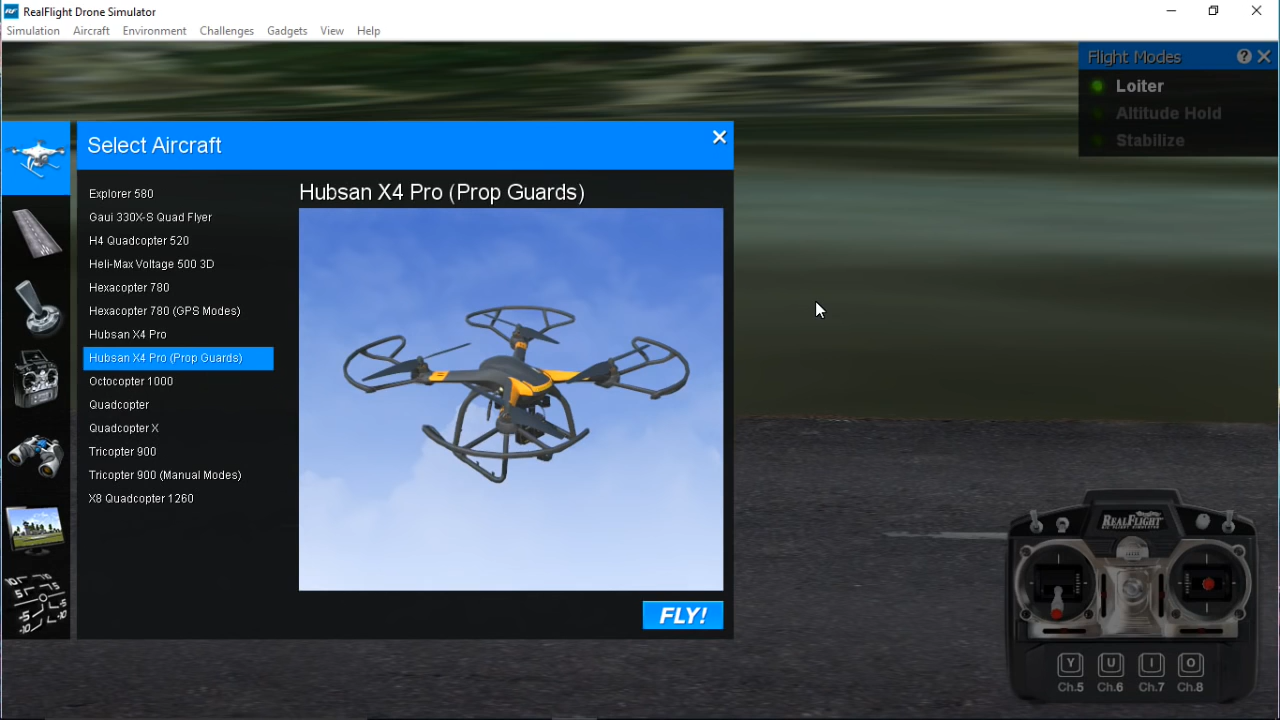 RealFlight Drone Simulator
Simulation Aircraft Environment Challenges Gadgets View Help
Flight Modes
Loiter
Altitude Hold
Stabilize
Select Aircraft
Explorer 580
Gaui 330X-S Quad Flyer
H4 Quadcopter 520
Heli-Max Voltage 500 3D
Hexacopter 780
Hexacopter 780 (GPS Modes)
Hubsan X4 Pro
Hubsan X4 Pro (Prop Guards)
Octocopter 1000
Quadcopter
Quadcopter X
Tricopter 900
Tricopter 900 (Manual Modes)
X8 Quadcopter 1260
Hubsan X4 Pro (Prop Guards)
FLY!
REALFLIGHT
Y U I O
Ch.5 Ch.6 Ch.7 Ch.8